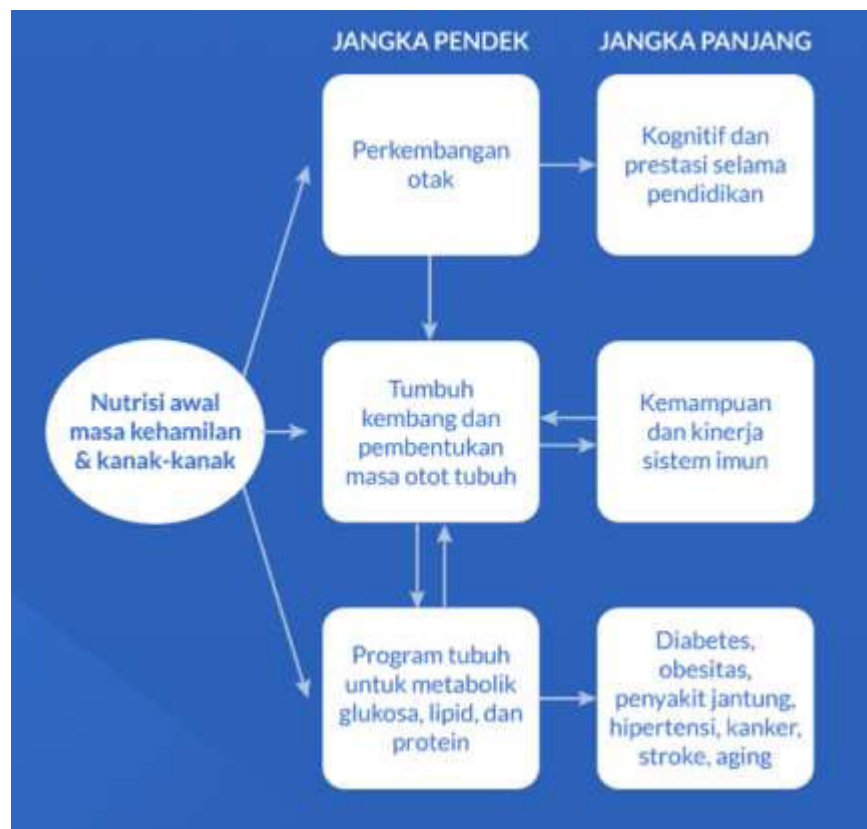 JANGKA PENDEK
JANGKA PANJANG
Perkembangan
otak
Kognitif dan
prestasi selama
pendidikan
Nutrisi awal
masa kehamilan
& kanak-kanak
Tumbuh
kembang dan
pembentukan
masa otot tubuh
Kemampuan
dan kinerja
sistem imun
Program tubuh
untuk metabolik
glukosa, lipid, dan
protein
Diabetes,
obesitas,
penyakit jantung,
hipertensi, kanker,
stroke, aging